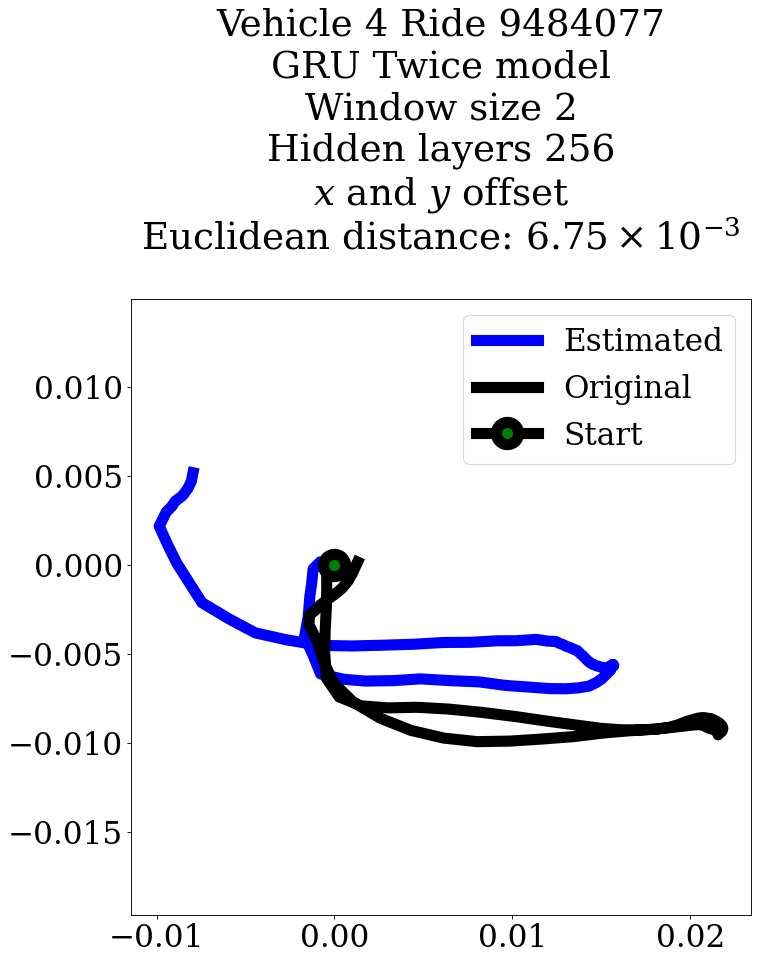 Vehicle 4 Ride 9484077
GRU Twice model
Window size 2
Hidden layers 256
x and y offset
Euclidean distance: 6.75 × 10⁻³
Estimated
Original
Start
0.010
0.005
0.000
−0.005
−0.010
−0.015
−0.01 0.00 0.01 0.02